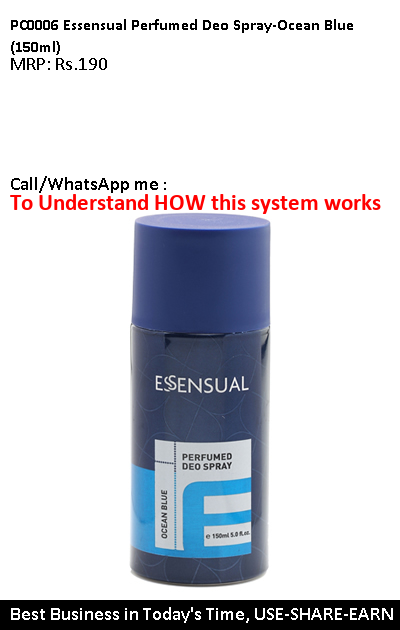 PC0006 Essensual Perfumed Deo Spray-Ocean Blue
(150ml)
MRP: Rs.190
Call/WhatsApp me :
To Understand HOW this system works
ESSENSUAL
PERFUMED
DEO SPRAY
OCEAN BLUE
e 150ml 5.0 fl.oz.
Best Business in Today's Time, USE-SHARE-EARN